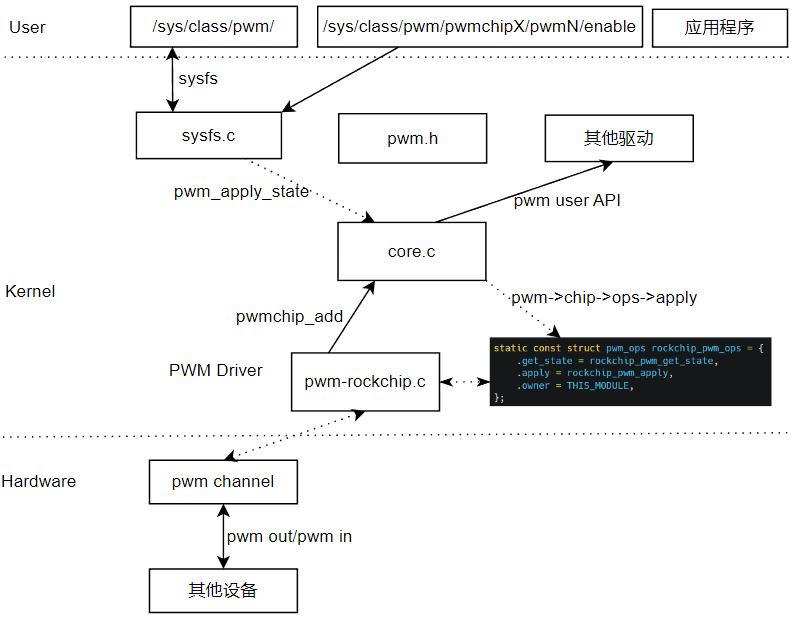 User
/sys/class/pwm/
/sys/class/pwm/pwmchipX/pwmN/enable
应用程序
sysfs
sysfs.c
pwm.h
其他驱动
pwm_apply_state
pwm user API
core.c
Kernel
pwm->chip->ops->apply
pwmchip_add
PWM Driver
pwm-rockchip.c
static const struct pwm_ops rockchip_pwm_ops = {
.get_state = rockchip_pwm_get_state,
.apply = rockchip_pwm_apply,
.owner = THIS_MODULE,
};
Hardware
pwm channel
pwm out/pwm in
其他设备